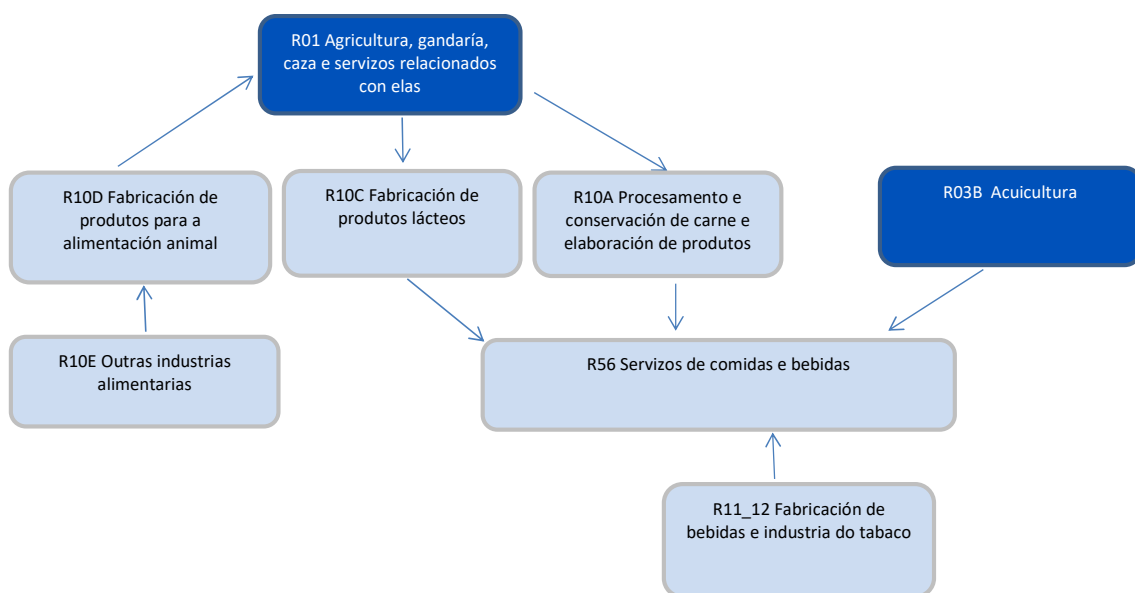 R01 Agricultura, gandaría,
caza e servizos relacionados
con elas
R10D Fabricación de
produtos para a
alimentación animal
R10C Fabricación de
produtos lácteos
R10A Procesamento e
conservación de carne e
elaboración de produtos
R03B  Acuicultura
R10E Outras industrias
alimentarias
R56 Servizos de comidas e bebidas
R11_12 Fabricación de
bebidas e industria do tabaco